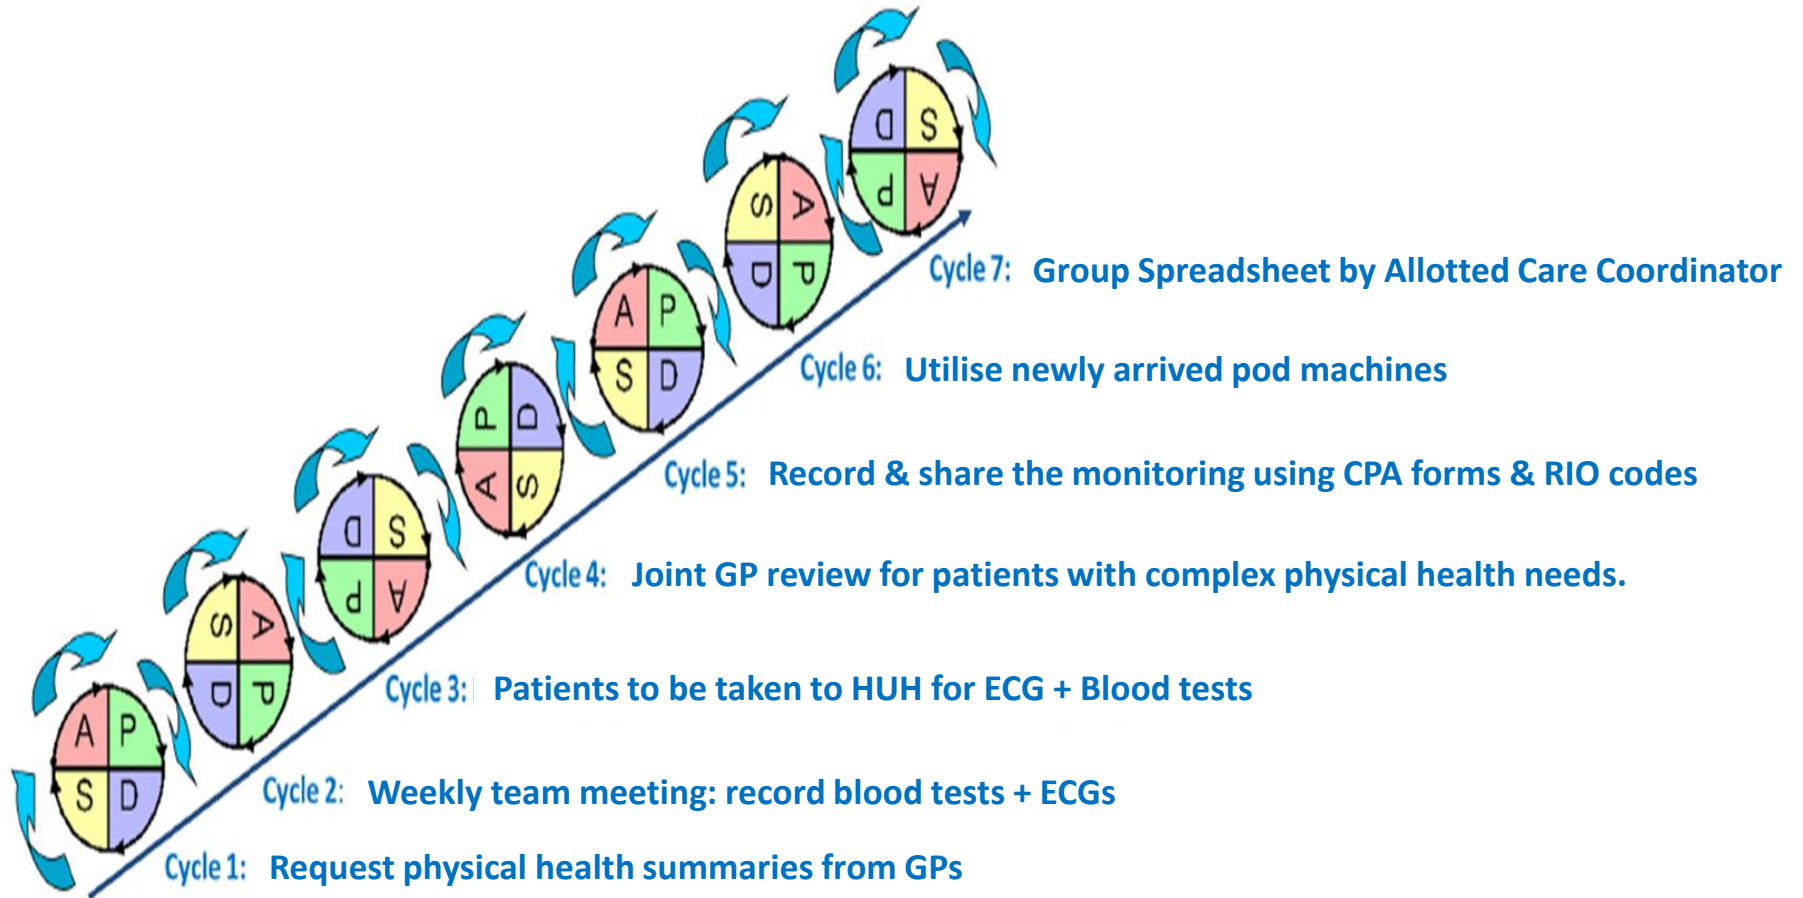 D S
P A
S A
D P
Cycle 7: Group Spreadsheet by Allotted Care Coordinator
A P
S D
Cycle 6: Utilise newly arrived pod machines
P D
A S
Cycle 5: Record & share the monitoring using CPA forms & RIO codes
D S
P A
Cycle 4: Joint GP review for patients with complex physical health needs.
S A
D P
Cycle 3: Patients to be taken to HUH for ECG + Blood tests
A P
S D
Cycle 2: Weekly team meeting: record blood tests + ECGs
Cycle 1: Request physical health summaries from GPs